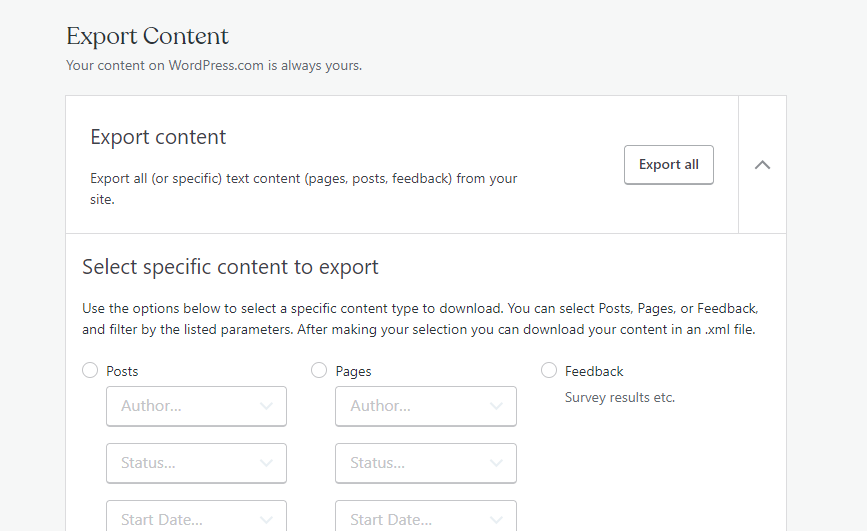 Export Content
Your content on WordPress.com is always yours.
Export content
Export all (or specific) text content (pages, posts, feedback) from your
site.
Export all
Select specific content to export
Use the options below to select a specific content type to download. You can select Posts, Pages, or Feedback,
and filter by the listed parameters. After making your selection you can download your content in an .xml file.
Posts
Author...
Status...
Start Date...
Pages
Author...
Status...
Start Date...
Feedback
Survey results etc.